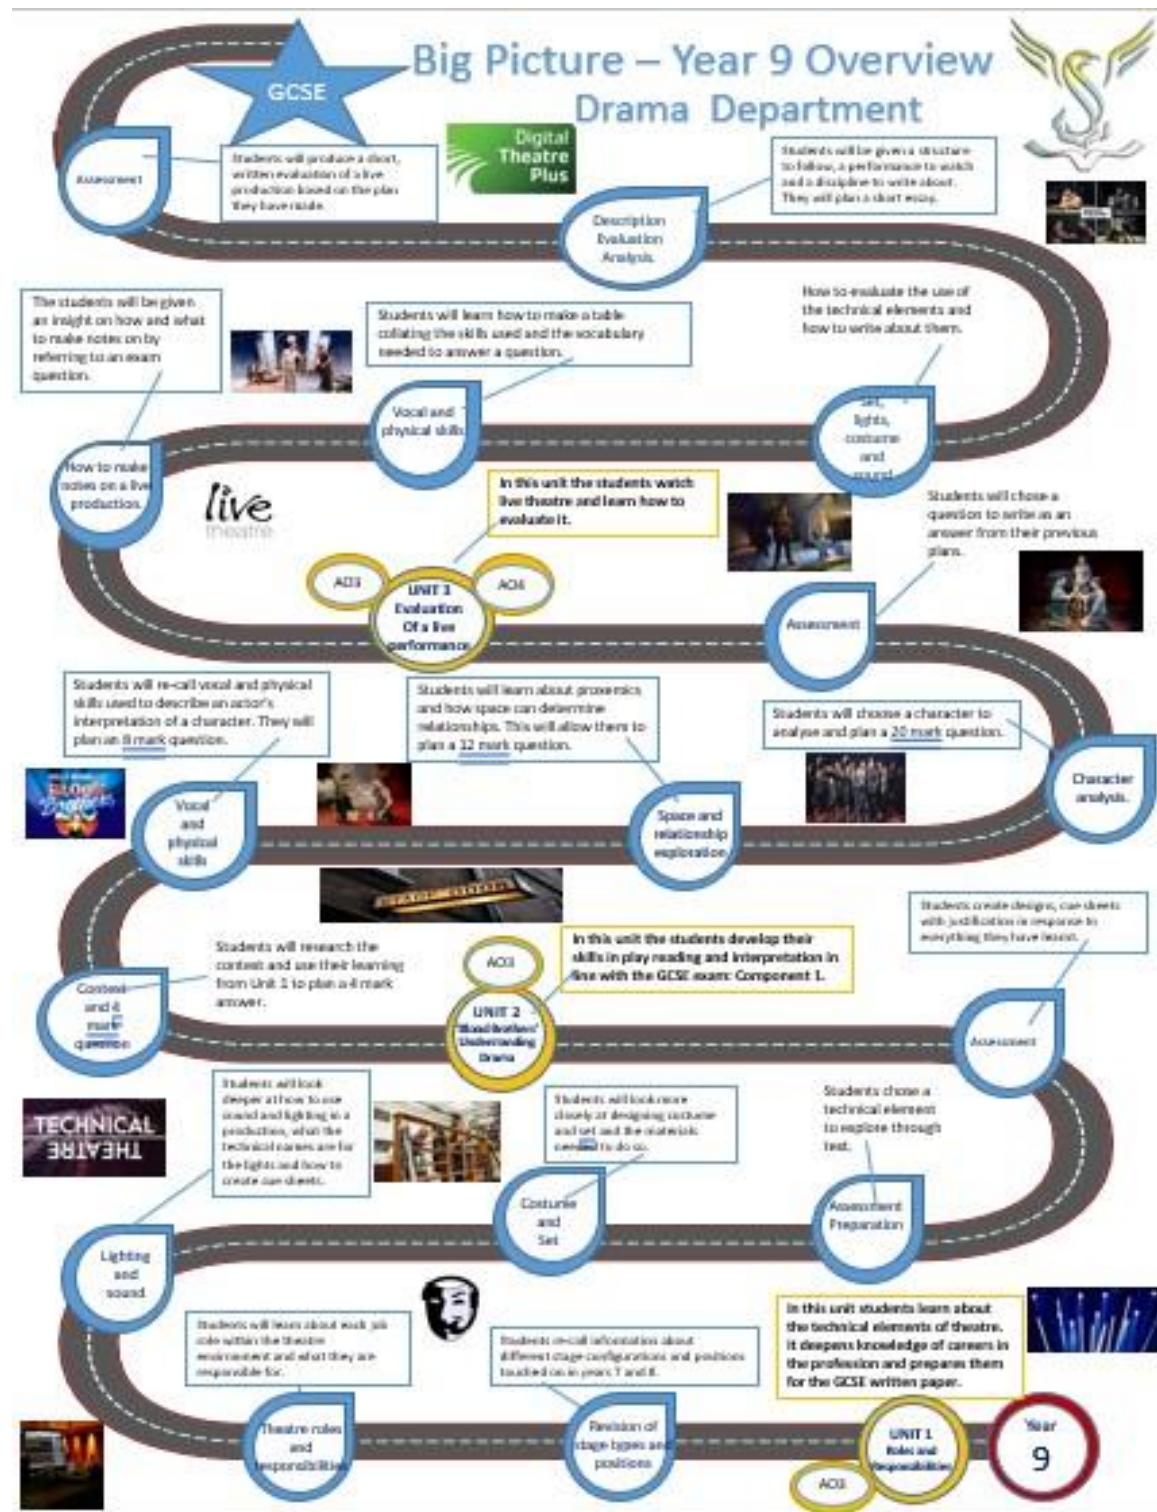 Big Picture – Year 9 Overview
Drama Department
GCSE
Digital
Theatre
Plus
Assessment
Students will produce a short,
written evaluation of a live
production based on the plan
they have made.
Students will be given a structure
to follow, a performance to watch
and a discipline to write about.
They will plan a short essay.
Description
Evaluation
Analysis.
The students will be given
an insight on how and what
to make notes on by
referring to an exam
question.
Students will learn how to make a table
collating the skills used and the vocabulary
needed to answer a question.
How to evaluate the use of
the technical elements and
how to write about them.
How to make
notes on a live
production.
Vocal and
physical skills
Set,
lights,
costume
and
sound
live
theatre
In this unit the students watch
live theatre and learn how to
evaluate it.
AO3
AO4
UNIT 3
Evaluation
Of a live
performance
Students will chose a
question to write as an
answer from their previous
plans.
Assessment
Students will re-call vocal and physical
skills used to describe an actor's
interpretation of a character. They will
plan an 8 mark question.
Students will learn about proxemics
and how space can determine
relationships. This will allow them to
plan a 12 mark question.
Students will choose a character to
analyse and plan a 20 mark question.
Blood
Brothers
Vocal
and
physical
skills
Space and
relationship
exploration
Character
analysis.
STAGE DOOR
Students create designs, cue sheets
with justification in response to
everything they have learnt.
Students will research the
context and use their learning
from Unit 1 to plan a 4 mark
answer.
In this unit the students develop their
skills in play reading and interpretation in
line with the GCSE exam: Component 1.
AO3
Context
and 4
mark
question
UNIT 2
'Blood Brothers'
Understanding
Drama
Assessment
TECHNICAL
THEATRE
Students will look
deeper at how to use
sound and lighting in a
production, what the
technical names are for
the lights and how to
create cue sheets.
Students will look more
closely at designing costume
and set and the materials
needed to do so.
Students chose a
technical element
to explore through
text.
Lighting
and
sound
Costume
and
Set
Assessment
Preparation
Students will learn about each job
role within the theatre
environment and what they are
responsible for.
Students re-call information about
different stage configurations and positions
touched on in years 7 and 8.
In this unit students learn about
the technical elements of theatre.
it deepens knowledge of careers in
the profession and prepares them
for the GCSE written paper.
Theatre roles
and
responsibilities
Revision of
stage types and
positions
UNIT 1
Roles and
Responsibilities
AO3
Year
9